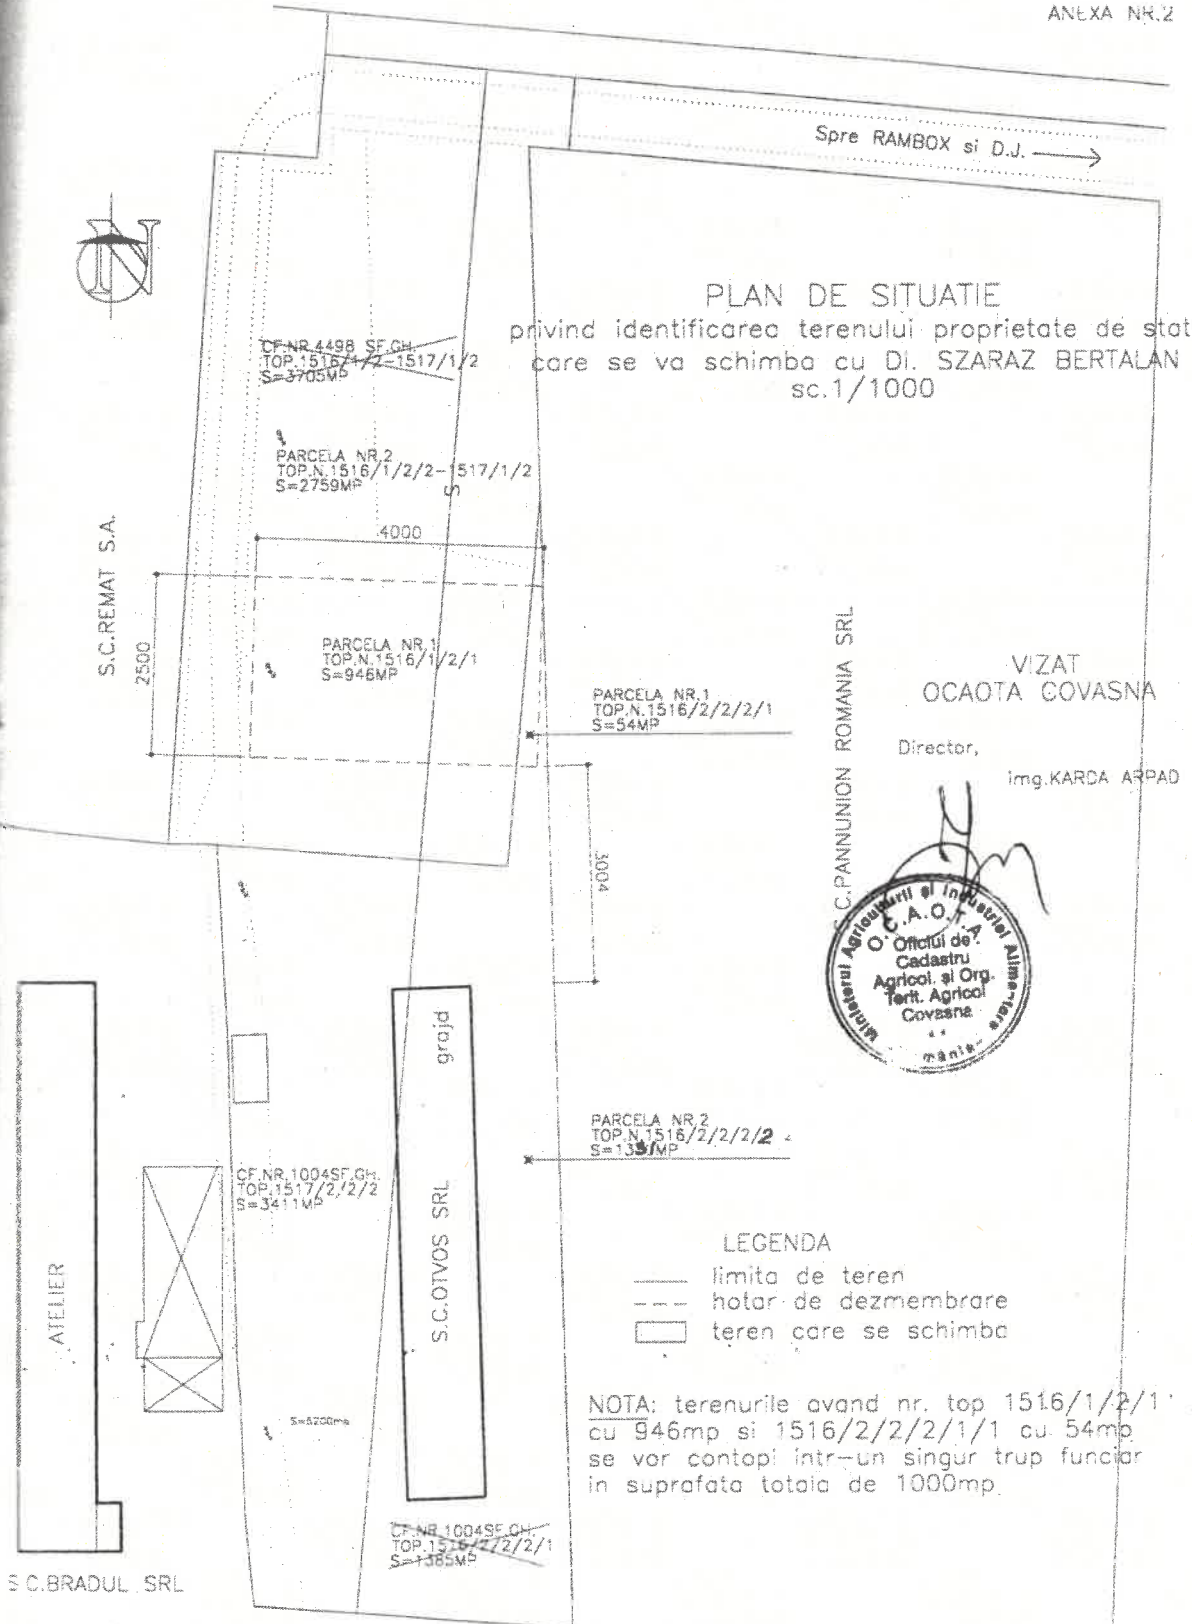 ANEXA NR.2
Spre RAMBOX si D.J.
N
PLAN DE SITUATIE
privind identificarea terenului proprietate de stat
care se va schimba cu Dl. SZARAZ BERTALAN
sc.1/1000
CF.NR.4498 SF.GH.
TOP.1516/1/2-1517/1/2
S=3705MP
PARCELA NR.2
TOP.N.1516/1/2/2-1517/1/2
S=2759MP
S
4000
S.C.REMAT S.A.
2500
PARCELA NR.1
TOP.N.1516/1/2/1
S=946MP
PARCELA NR.1
TOP.N.1516/2/2/2/1
S=54MP
S.C.PANNUNION ROMANIA SRL
VIZAT
OCAOTA COVASNA
Director,
img.KARDA ARPAD
3004
Ministerul Agriculturii si Industriei Alimentare
O.C.A.O.T.A
Oficiul de
Cadastru
Agricol. si Org.
Terit. Agricol
Covasna
grajd
PARCELA NR.2
TOP.N.1516/2/2/2/2
CF.NR.1004SF.GH.
TOP.1517/2/2/2
S=3411MP
S.C.OTVOS SRL
ATELIER
LEGENDA
limita de teren
hotar de dezmembrare
teren care se schimba
NOTA: terenurile avand nr. top 1516/1/2/1
cu 946mp si 1516/2/2/2/1/1 cu 54mp
se vor contopi intr-un singur trup funciar
in suprafata totala de 1000mp.
S=5200mp
CF.NR.1004SF.GH.
TOP.1516/2/2/2/1
S=1385MP
S.C.BRADUL SRL